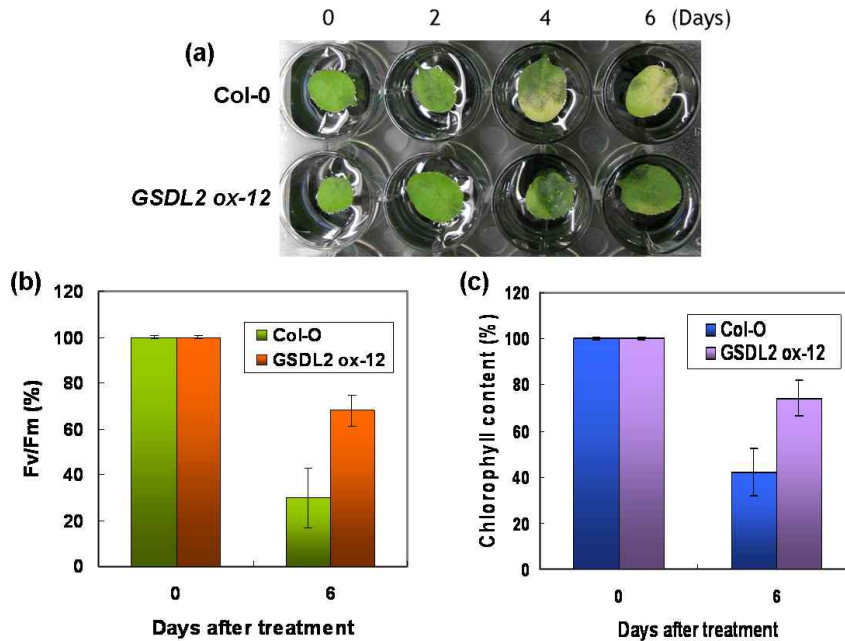 0 2 4 6 (Days)
(a)
Col-0
GSDL2 ox-12
(b)
120
100
80
60
40
20
0
Fv/Fm (%)
Col-O
GSDL2 ox-12
0 6
Days after treatment
(c)
120
100
80
60
40
20
0
Chlorophyll content (%)
Col-O
GSDL2 ox-12
0 6
Days after treatment